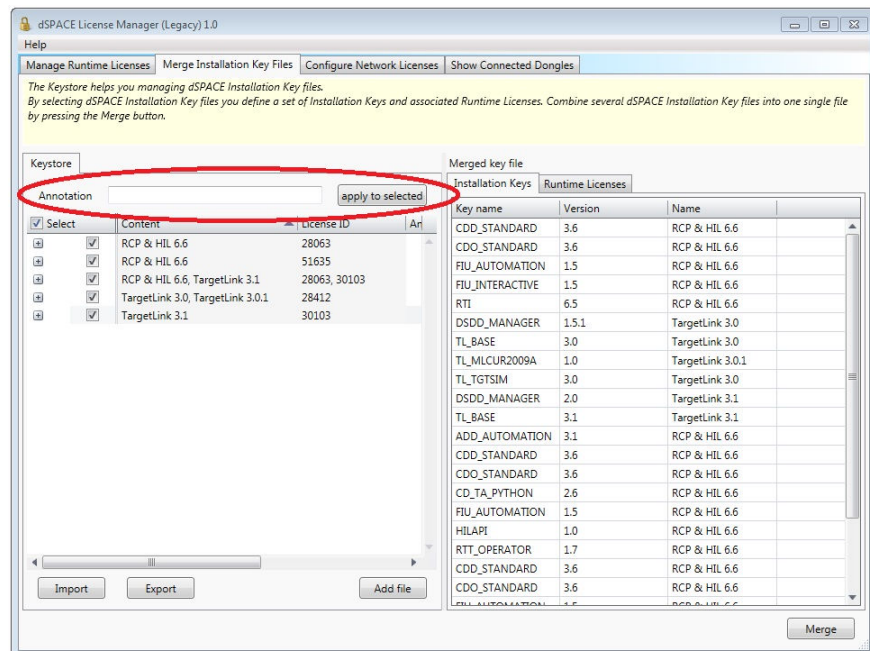 dSPACE License Manager (Legacy) 1.0
Help
Manage Runtime Licenses Merge Installation Key Files Configure Network Licenses Show Connected Dongles
The Keystore helps you managing dSPACE Installation Key files.
By selecting dSPACE Installation Key files you define a set of Installation Keys and associated Runtime Licenses. Combine several dSPACE Installation Key files into one single file
by pressing the Merge button.
Keystore
Annotation apply to selected
Select Content License ID An
RCP & HIL 6.6 28063
RCP & HIL 6.6 51635
RCP & HIL 6.6, TargetLink 3.1 28063, 30103
TargetLink 3.0, TargetLink 3.0.1 28412
TargetLink 3.1 30103
Import Export Add file
Merged key file
Installation Keys Runtime Licenses
Key name Version Name
CDD_STANDARD 3.6 RCP & HIL 6.6
CDO_STANDARD 3.6 RCP & HIL 6.6
FIU_AUTOMATION 1.5 RCP & HIL 6.6
FIU_INTERACTIVE 1.5 RCP & HIL 6.6
RTI 6.5 RCP & HIL 6.6
DSDD_MANAGER 1.5.1 TargetLink 3.0
TL_BASE 3.0 TargetLink 3.0
TL_MLCUR2009A 1.0 TargetLink 3.0.1
TL_TGTSIM 3.0 TargetLink 3.0
DSDD_MANAGER 2.0 TargetLink 3.1
TL_BASE 3.1 TargetLink 3.1
ADD_AUTOMATION 3.1 RCP & HIL 6.6
CDD_STANDARD 3.6 RCP & HIL 6.6
CDO_STANDARD 3.6 RCP & HIL 6.6
CD_TA_PYTHON 2.6 RCP & HIL 6.6
FIU_AUTOMATION 1.5 RCP & HIL 6.6
HILAPI 1.0 RCP & HIL 6.6
RTT_OPERATOR 1.7 RCP & HIL 6.6
CDD_STANDARD 3.6 RCP & HIL 6.6
CDO_STANDARD 3.6 RCP & HIL 6.6
FIU_AUTOMATION 1.5 RCP & HIL 6.6
Merge